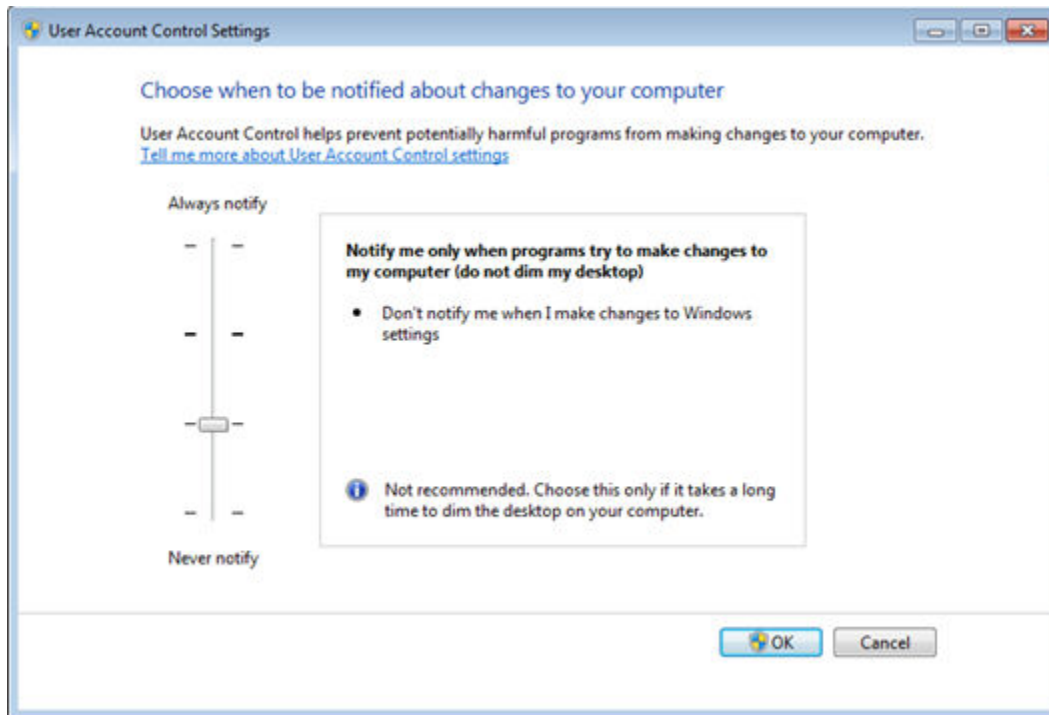 User Account Control Settings
Choose when to be notified about changes to your computer
User Account Control helps prevent potentially harmful programs from making changes to your computer.
Tell me more about User Account Control settings
Always notify
Notify me only when programs try to make changes to
my computer (do not dim my desktop)
• Don't notify me when I make changes to Windows
settings
Not recommended. Choose this only if it takes a long
time to dim the desktop on your computer.
Never notify
OK
Cancel